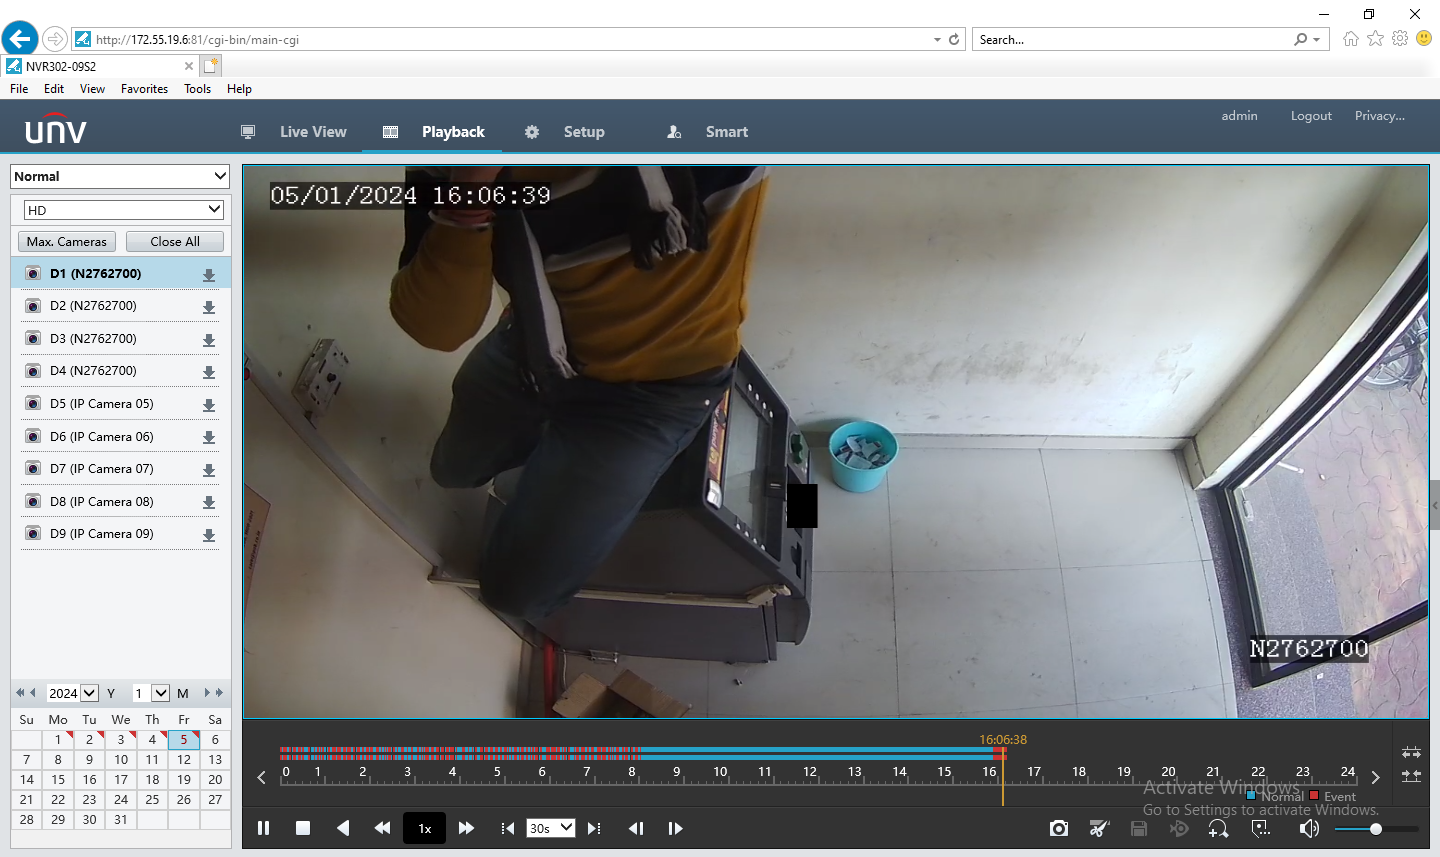 http://172.55.19.6:81/cgi-bin/main-cgi
Search...
NVR302-09S2
File Edit View Favorites Tools Help
unv
Live View Playback Setup Smart
admin Logout Privacy...
Normal
HD
Max. Cameras Close All
D1 (N2762700)
D2 (N2762700)
D3 (N2762700)
D4 (N2762700)
D5 (IP Camera 05)
D6 (IP Camera 06)
D7 (IP Camera 07)
D8 (IP Camera 08)
D9 (IP Camera 09)
05/01/2024 16:06:39
N2762700
2024 Y 1 M
Su Mo Tu We Th Fr Sa
1 2 3 4 5 6
7 8 9 10 11 12 13
14 15 16 17 18 19 20
21 22 23 24 25 26 27
28 29 30 31
16:06:38
0 1 2 3 4 5 6 7 8 9 10 11 12 13 14 15 16 17 18 19 20 21 22 23 24
Normal Event
Activate Windows
Go to Settings to activate Windows.
1x
30s